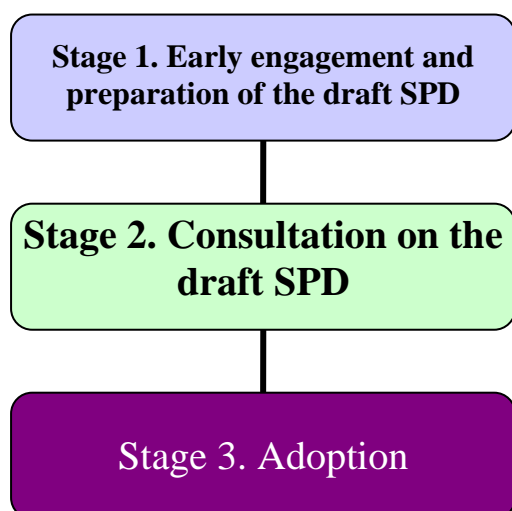 Stage 1. Early engagement and
preparation of the draft SPD
Stage 2. Consultation on the
draft SPD
Stage 3. Adoption